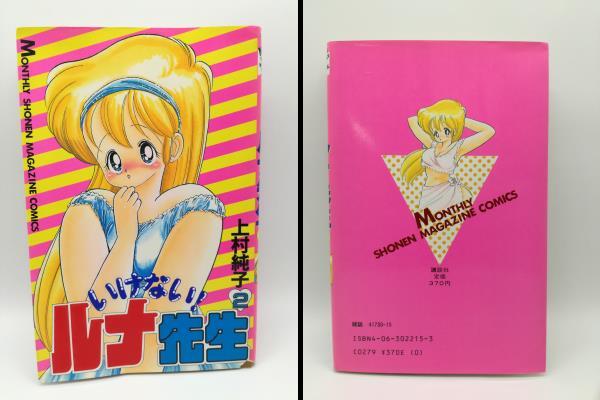 MONTHLY SHONEN MAGAZINE COMICS
上村純子
いけない!
2
ルナ先生
MONTHLY
SHONEN MAGAZINE COMICS
講談社
定価
370円
雑誌 41780-15
ISBN4-06-302215-3
C0279 ¥370E (0)